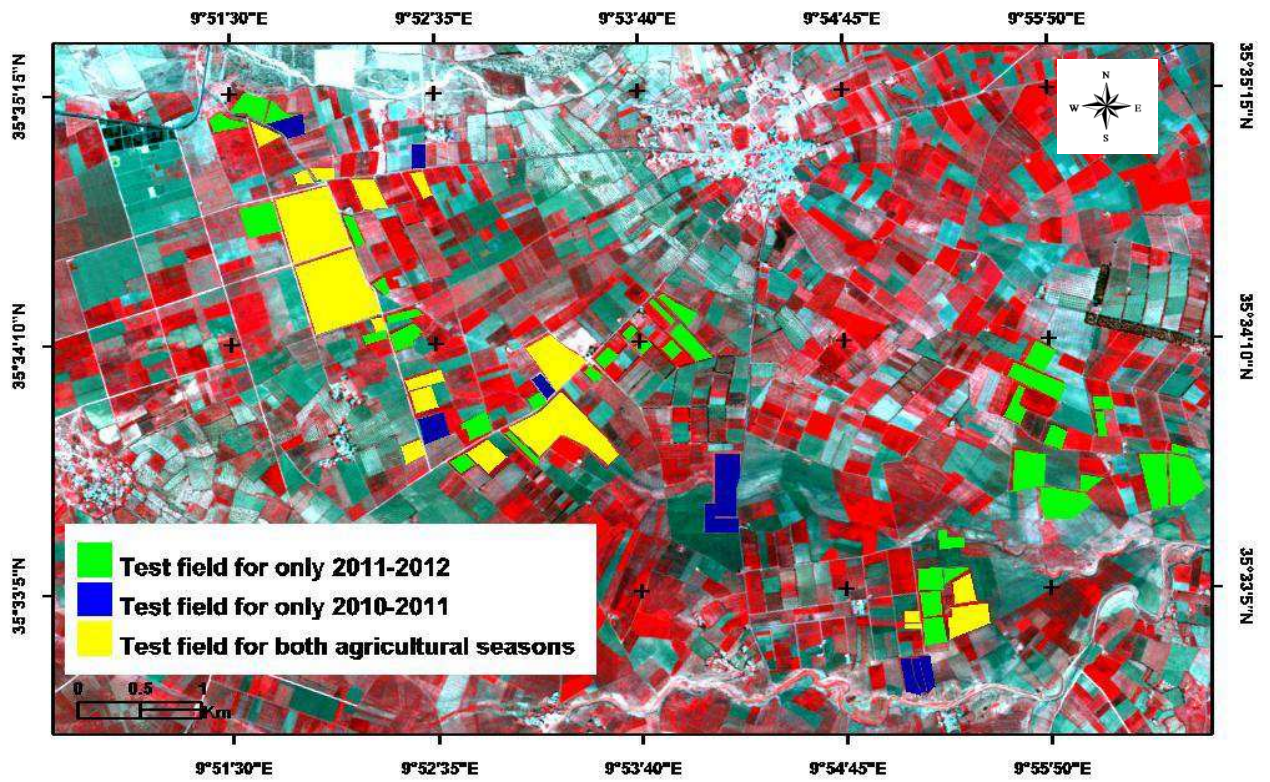 9°51'30"E 9°52'35"E 9°53'40"E 9°54'45"E 9°55'50"E
35°35'15"N
35°35'15"N
N
W E
S
35°34'10"N
35°34'10"N
35°33'5"N
35°33'5"N
Test field for only 2011-2012
Test field for only 2010-2011
Test field for both agricultural seasons
0 0.5 1
Km
9°51'30"E 9°52'35"E 9°53'40"E 9°54'45"E 9°55'50"E